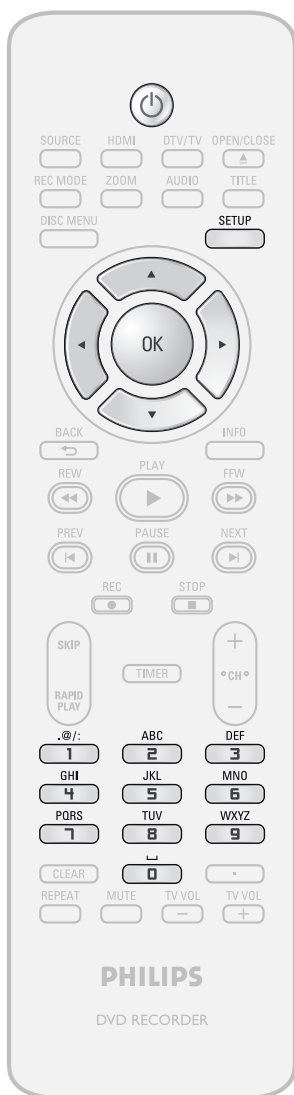 SOURCE HDMI DTV/TV OPEN/CLOSE
REC MODE ZOOM AUDIO TITLE
DISC MENU SETUP
OK
BACK INFO
REW PLAY FFW
PREV PAUSE NEXT
REC STOP
SKIP +
TIMER CH
RAPID
PLAY −
.@/: ABC DEF
1 2 3
GHI JKL MNO
4 5 6
PQRS TUV WXYZ
7 8 9
␣
CLEAR 0 .
REPEAT MUTE TV VOL TV VOL
− +
PHILIPS
DVD RECORDER